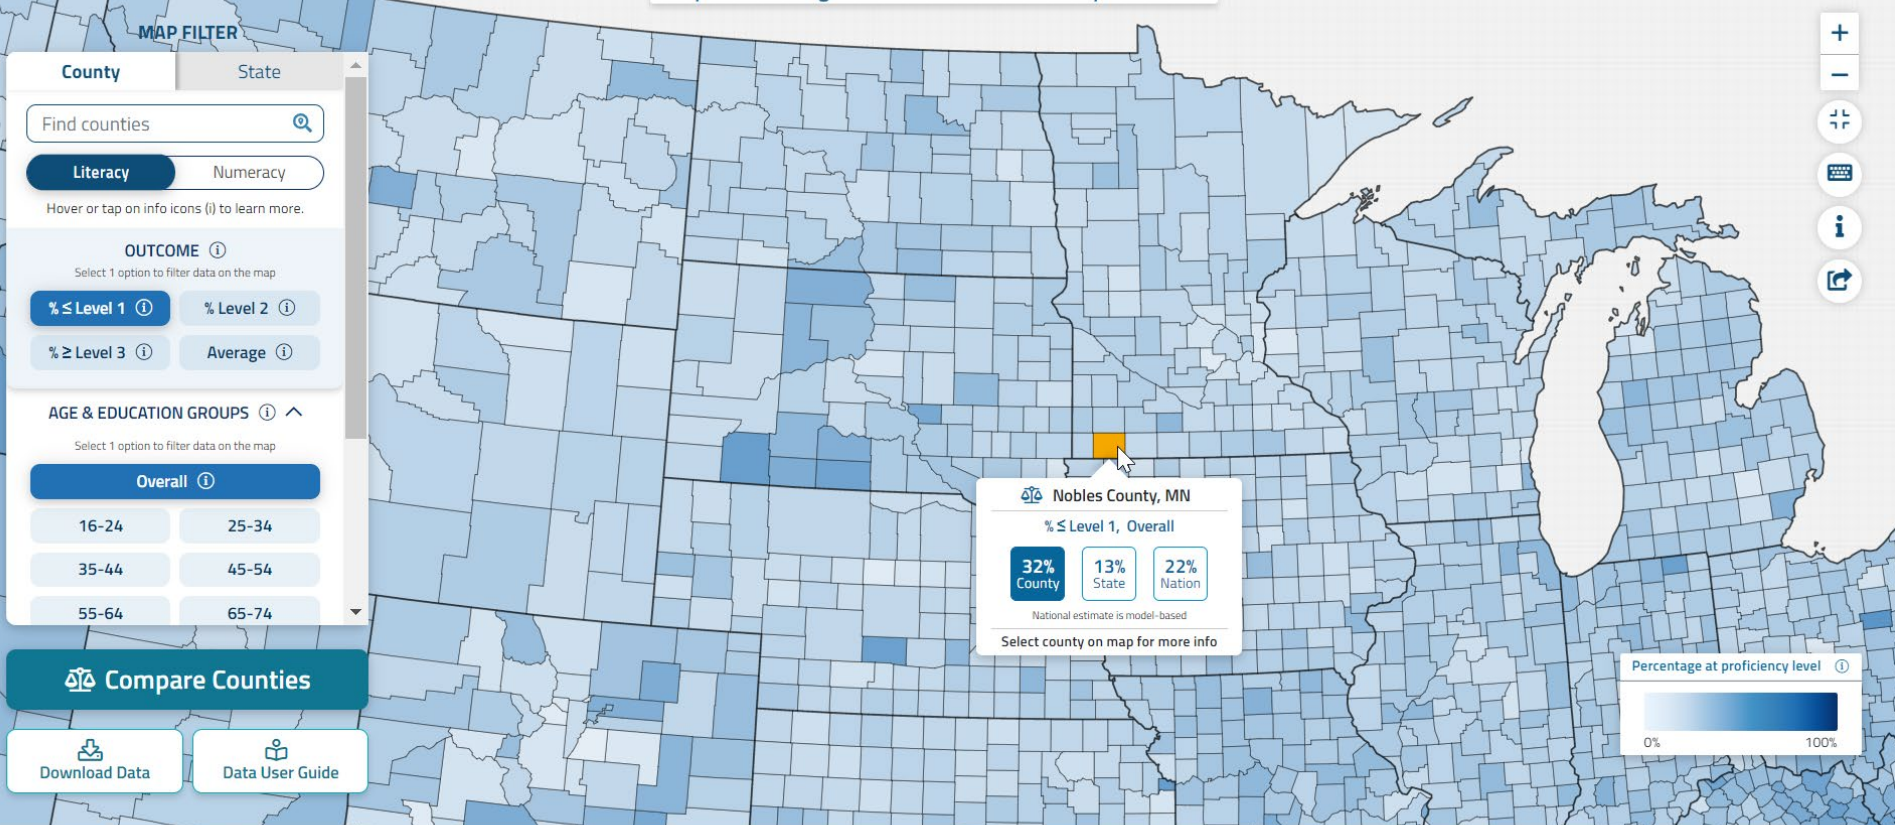 MAP FILTER
County
State
Find counties
Literacy
Numeracy
Hover or tap on info icons (i) to learn more.
OUTCOME
Select 1 option to filter data on the map
% ≤ Level 1
% Level 2
% ≥ Level 3
Average
AGE & EDUCATION GROUPS
Select 1 option to filter data on the map
Overall
16-24
25-34
35-44
45-54
55-64
65-74
Compare Counties
Download Data
Data User Guide
Nobles County, MN
% ≤ Level 1, Overall
32%
County
13%
State
22%
Nation
National estimate is model-based
Select county on map for more info
Percentage at proficiency level
0%
100%